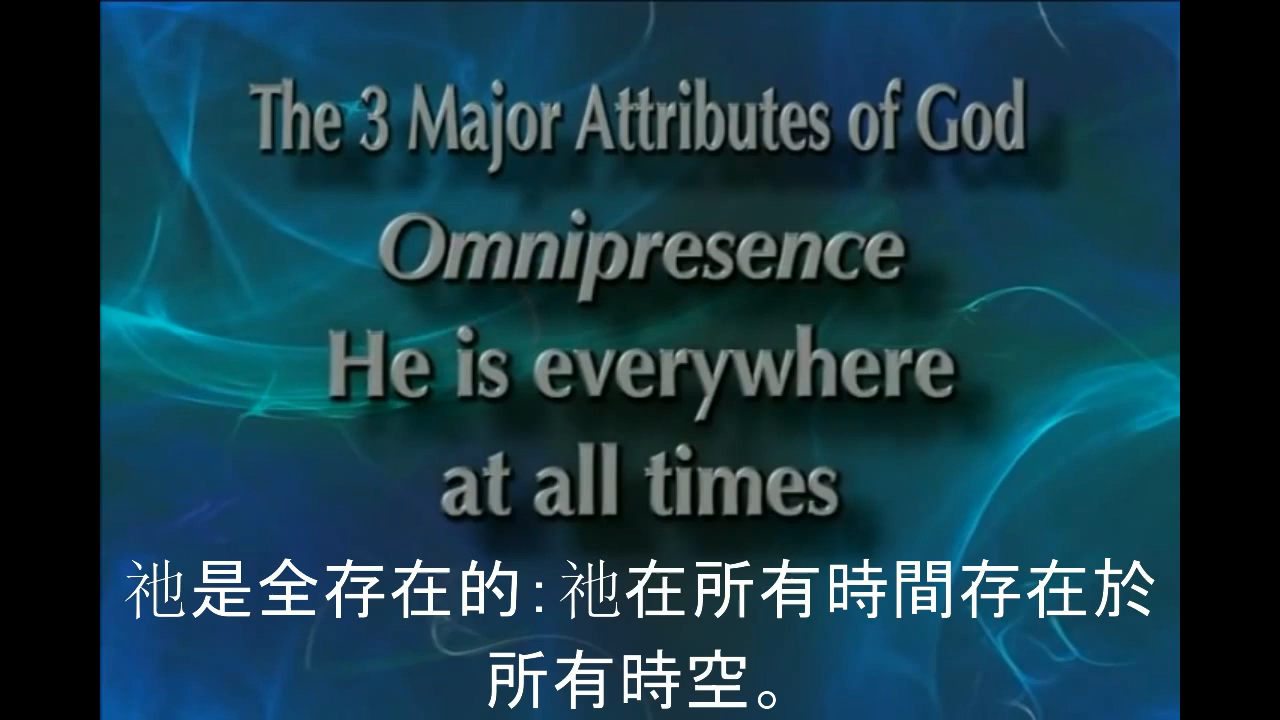 The 3 Major Attributes of God
Omnipresence
He is everywhere
at all times
祂是全存在的:祂在所有時間存在於
所有時空。